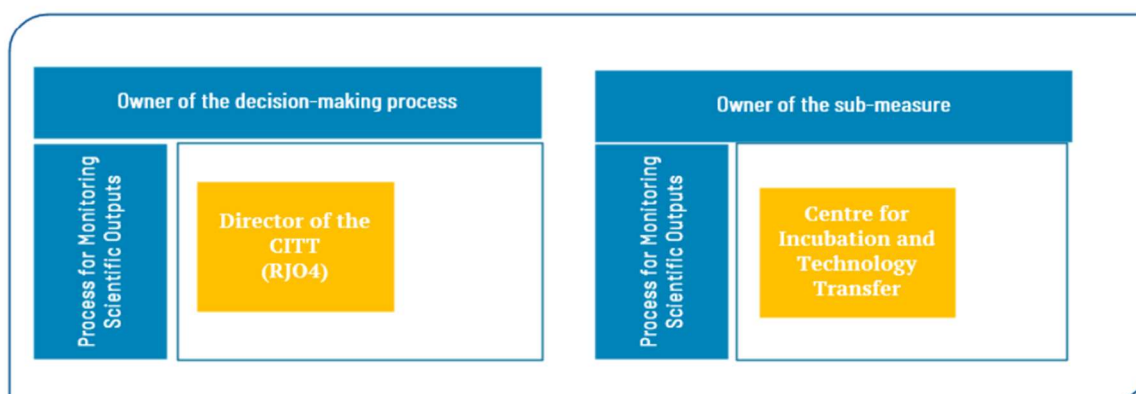 Owner of the decision-making process
Process for Monitoring
Scientific Outputs
Director of the
CITT
(RJO4)
Owner of the sub-measure
Process for Monitoring
Scientific Outputs
Centre for
Incubation and
Technology
Transfer